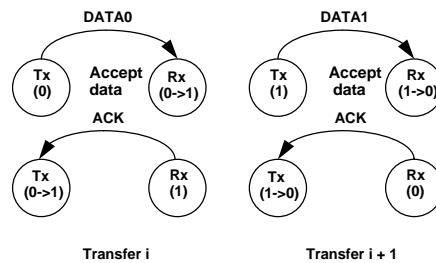 DATA0
Tx
(0)
Accept
data
Rx
(0->1)
ACK
Tx
(0->1)
Rx
(1)
Transfer i
DATA1
Tx
(1)
Accept
data
Rx
(1->0)
ACK
Tx
(1->0)
Rx
(0)
Transfer i + 1